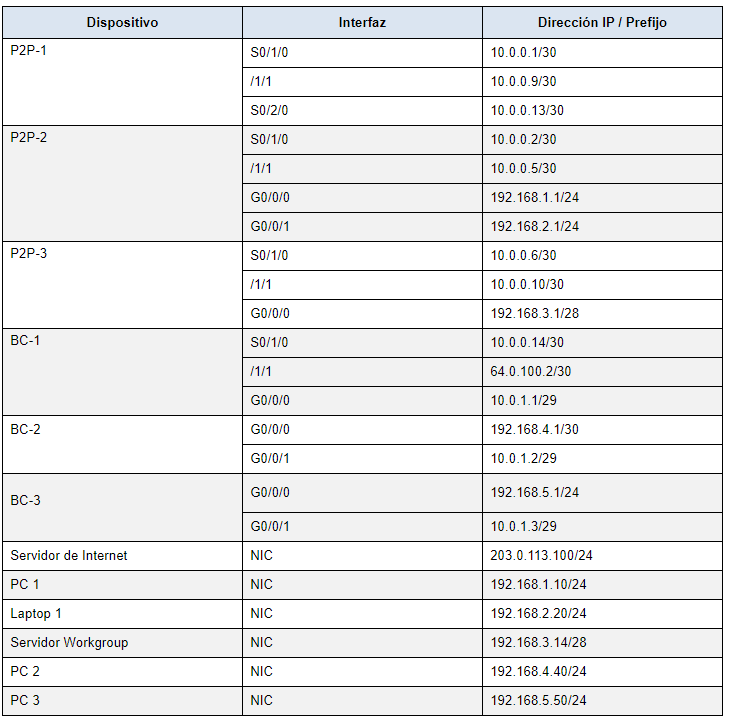 Dispositivo Interfaz Dirección IP / Prefijo
P2P-1 S0/1/0 10.0.0.1/30
/1/1 10.0.0.9/30
S0/2/0 10.0.0.13/30
P2P-2 S0/1/0 10.0.0.2/30
/1/1 10.0.0.5/30
G0/0/0 192.168.1.1/24
G0/0/1 192.168.2.1/24
P2P-3 S0/1/0 10.0.0.6/30
/1/1 10.0.0.10/30
G0/0/0 192.168.3.1/28
BC-1 S0/1/0 10.0.0.14/30
/1/1 64.0.100.2/30
G0/0/0 10.0.1.1/29
BC-2 G0/0/0 192.168.4.1/30
G0/0/1 10.0.1.2/29
BC-3 G0/0/0 192.168.5.1/24
G0/0/1 10.0.1.3/29
Servidor de Internet NIC 203.0.113.100/24
PC 1 NIC 192.168.1.10/24
Laptop 1 NIC 192.168.2.20/24
Servidor Workgroup NIC 192.168.3.14/28
PC 2 NIC 192.168.4.40/24
PC 3 NIC 192.168.5.50/24